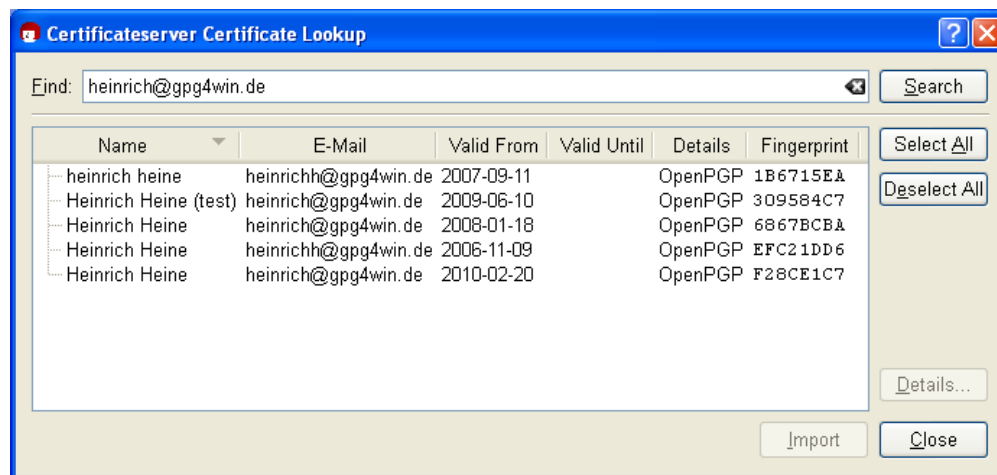 Certificateserver Certificate Lookup
Find: heinrich@gpg4win.de Search
Name E-Mail Valid From Valid Until Details Fingerprint Select All
heinrich heine heinrichh@gpg4win.de 2007-09-11 OpenPGP 1B6715EA
Deselect All
Heinrich Heine (test) heinrich@gpg4win.de 2009-06-10 OpenPGP 309584C7
Heinrich Heine heinrich@gpg4win.de 2008-01-18 OpenPGP 6867BCBA
Heinrich Heine heinrichh@gpg4win.de 2006-11-09 OpenPGP EFC21DD6
Heinrich Heine heinrich@gpg4win.de 2010-02-20 OpenPGP F28CE1C7
Details...
Import Close